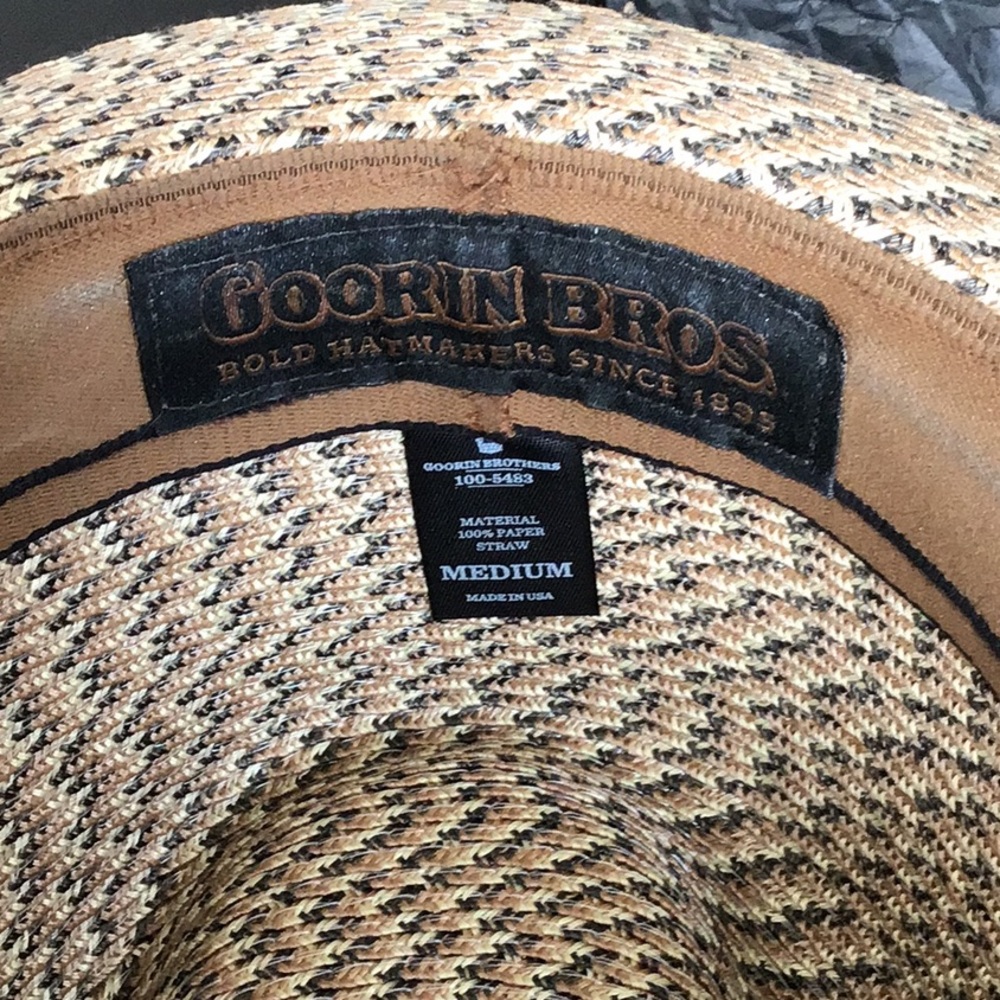 GOORIN BROS
BOLD HATMAKERS SINCE 1895
GOORIN BROTHERS
100-5483
MATERIAL
100% PAPER
STRAW
MEDIUM
MADE IN USA